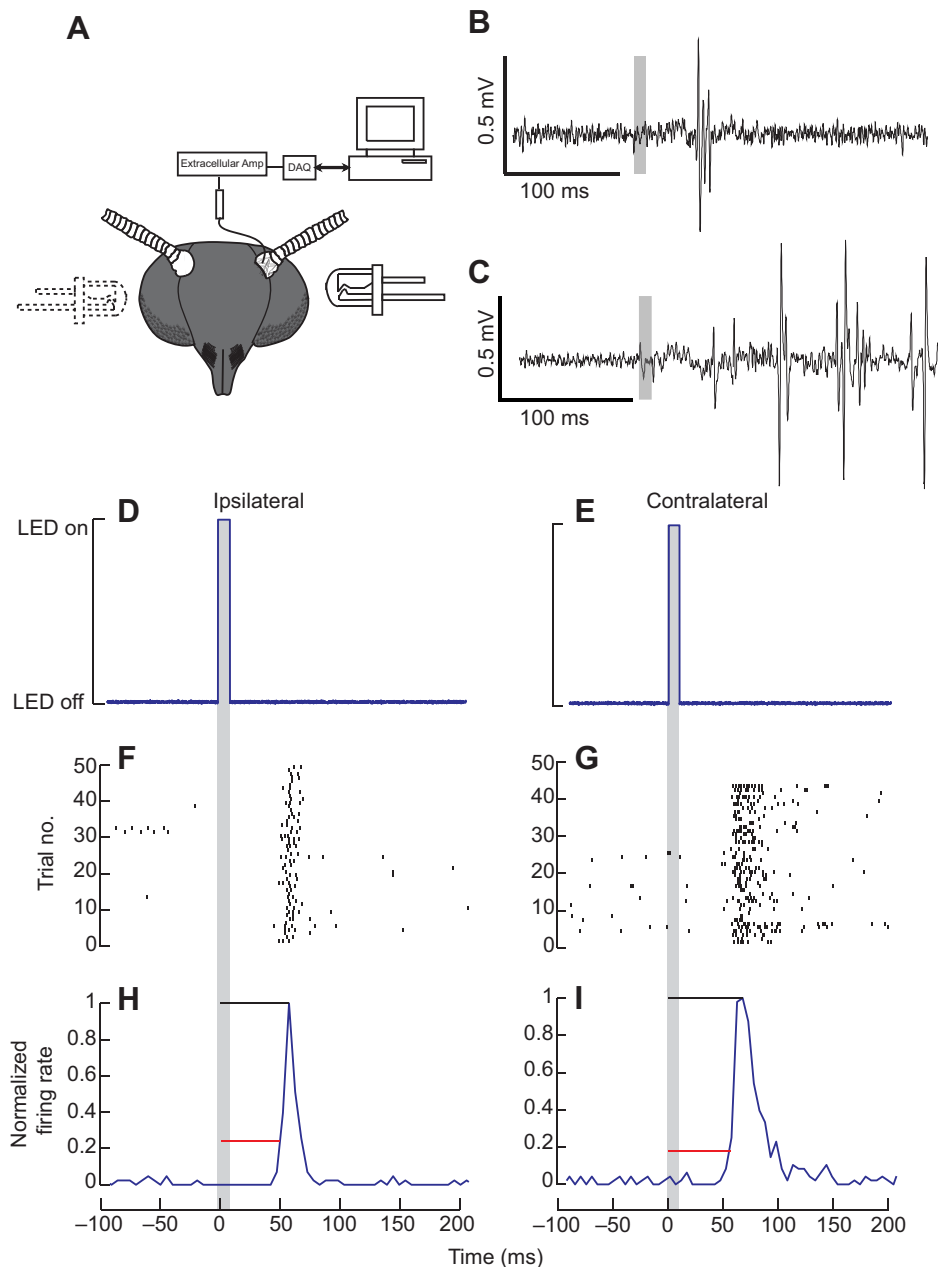 A
Extracellular Amp
DAQ
B
0.5 mV
100 ms
C
0.5 mV
100 ms
D
Ipsilateral
LED on
LED off
E
Contralateral
F
Trial no.
50
40
30
20
10
0
G
50
40
30
20
10
0
H
Normalized
firing rate
1
0.8
0.6
0.4
0.2
0
–100 –50 0 50 100 150 200
I
1
0.8
0.6
0.4
0.2
0
–100 –50 0 50 100 150 200
Time (ms)